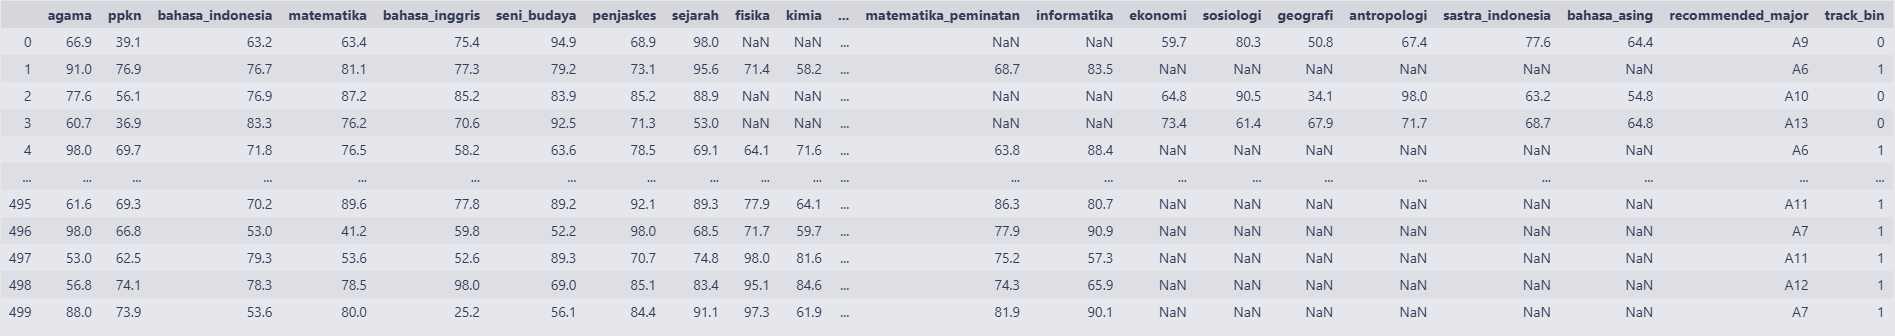 agama ppkn bahasa_indonesia matematika bahasa_inggris seni_budaya penjaskes sejarah fisika kimia ... matematika_peminatan informatika ekonomi sosiologi geografi antropologi sastra_indonesia bahasa_asing recommended_major track_bin
0 66.9 39.1 63.2 63.4 75.4 94.9 68.9 98.0 NaN NaN ... NaN NaN 59.7 80.3 50.8 67.4 77.6 64.4 A9 0
1 91.0 76.9 76.7 81.1 77.3 79.2 73.1 95.6 71.4 58.2 ... 68.7 83.5 NaN NaN NaN NaN NaN NaN A6 1
2 77.6 56.1 76.9 87.2 85.2 83.9 85.2 88.9 NaN NaN ... NaN NaN 64.8 90.5 34.1 98.0 63.2 54.8 A10 0
3 60.7 36.9 83.3 76.2 70.6 92.5 71.3 53.0 NaN NaN ... NaN NaN 73.4 61.4 67.9 71.7 68.7 64.8 A13 0
4 98.0 69.7 71.8 76.5 58.2 63.6 78.5 69.1 64.1 71.6 ... 63.8 88.4 NaN NaN NaN NaN NaN NaN A6 1
... ... ... ... ... ... ... ... ... ... ... ... ... ... ... ... ... ... ... ... ... ...
495 61.6 69.3 70.2 89.6 77.8 89.2 92.1 89.3 77.9 64.1 ... 86.3 80.7 NaN NaN NaN NaN NaN NaN A11 1
496 98.0 66.8 53.0 41.2 59.8 52.2 98.0 68.5 71.7 59.7 ... 77.9 90.9 NaN NaN NaN NaN NaN NaN A7 1
497 53.0 62.5 79.3 53.6 52.6 89.3 70.7 74.8 98.0 81.6 ... 75.2 57.3 NaN NaN NaN NaN NaN NaN A11 1
498 56.8 74.1 78.3 78.5 98.0 69.0 85.1 83.4 95.1 84.6 ... 74.3 65.9 NaN NaN NaN NaN NaN NaN A12 1
499 88.0 73.9 53.6 80.0 25.2 56.1 84.4 91.1 97.3 61.9 ... 81.9 90.1 NaN NaN NaN NaN NaN NaN A7 1